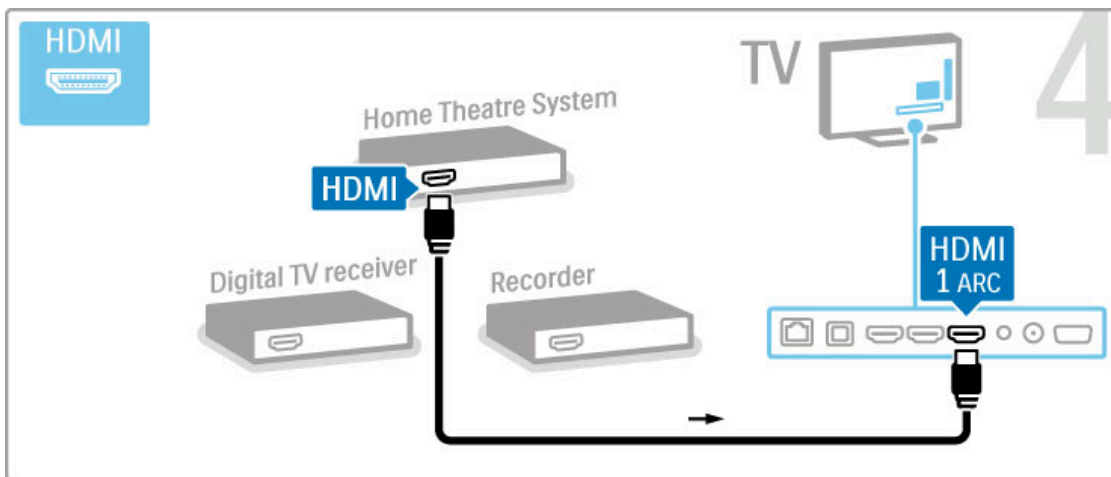 HDMI
TV
4
Home Theatre System
HDMI
Digital TV receiver
Recorder
HDMI
1 ARC